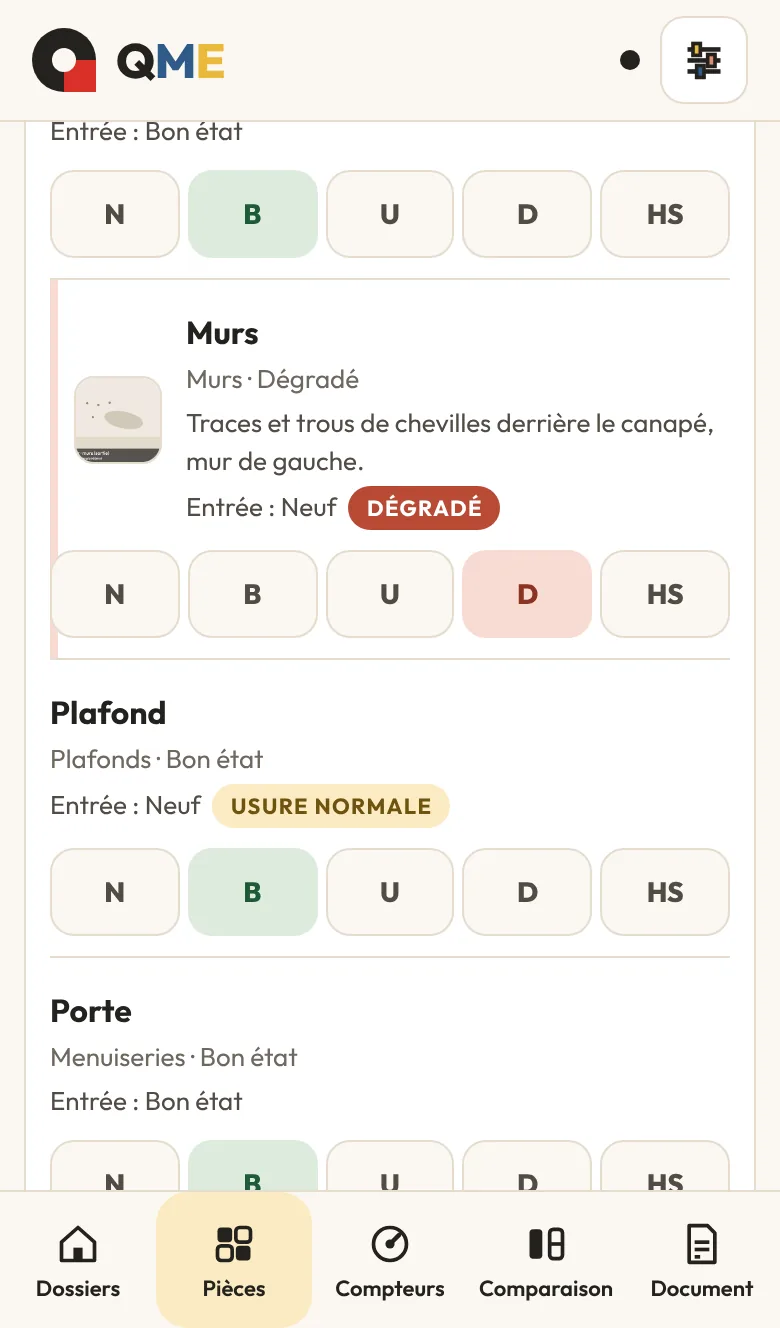 QME
Entrée : Bon état
N B U D HS
Murs
Murs · Dégradé
Traces et trous de chevilles derrière le canapé,
mur de gauche.
Entrée : Neuf DÉGRADÉ
N B U D HS
Plafond
Plafonds · Bon état
Entrée : Neuf USURE NORMALE
N B U D HS
Porte
Menuiseries · Bon état
Entrée : Bon état
N B U D HS
Dossiers Pièces Compteurs Comparaison Document